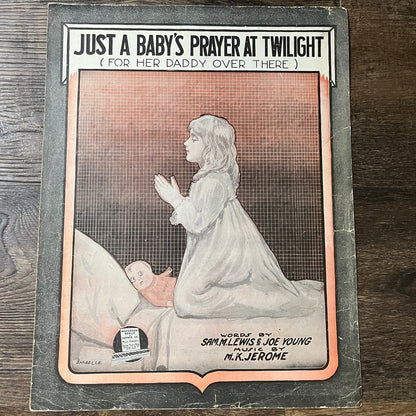 JUST A BABY'S PRAYER AT TWILIGHT
(FOR HER DADDY OVER THERE)
WORDS BY
SAM. M. LEWIS & JOE YOUNG
MUSIC BY
M.K. JEROME
BARBELLE